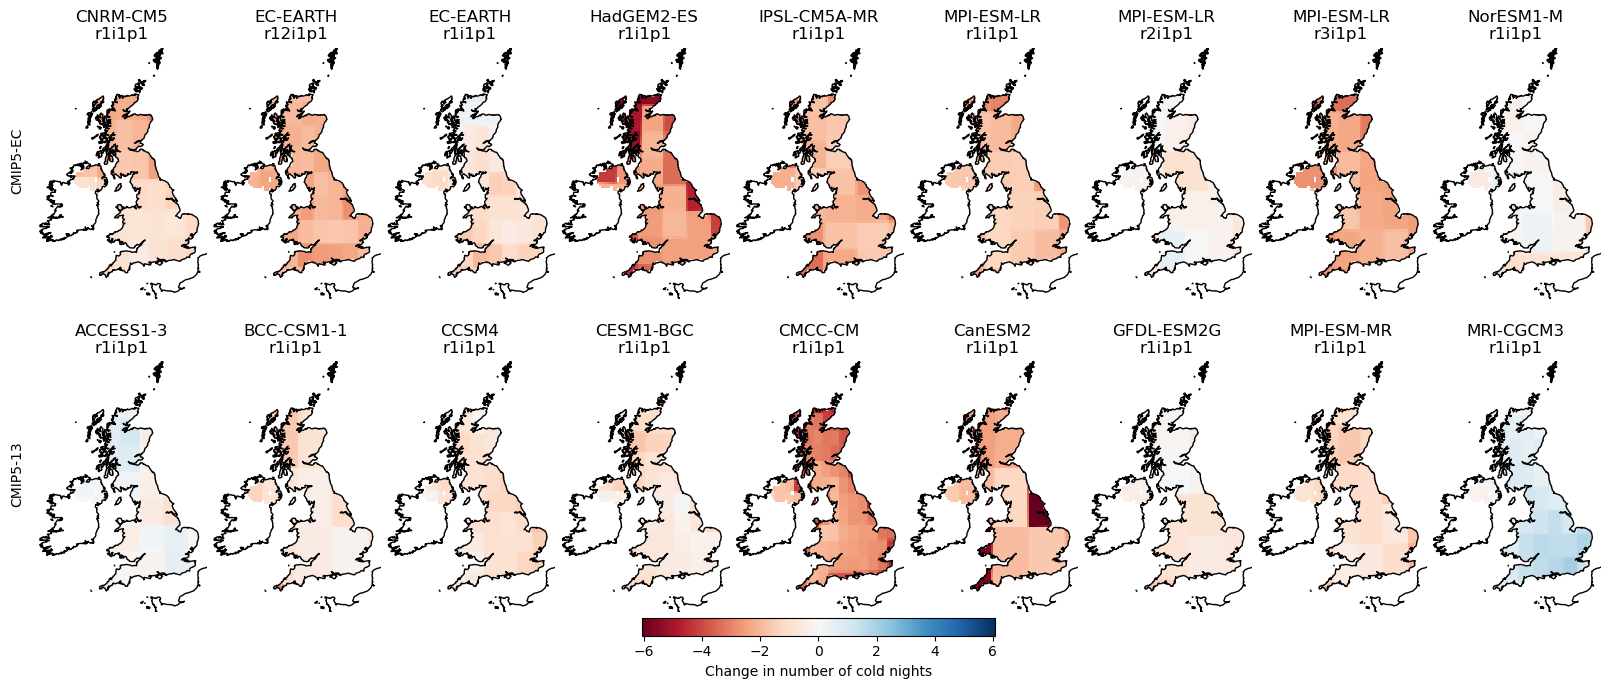 CNRM-CM5 EC-EARTH EC-EARTH HadGEM2-ES IPSL-CM5A-MR MPI-ESM-LR MPI-ESM-LR MPI-ESM-LR NorESM1-M
r1i1p1 r12i1p1 r1i1p1 r1i1p1 r1i1p1 r1i1p1 r2i1p1 r3i1p1 r1i1p1
CMIP5-EC
ACCESS1-3 BCC-CSM1-1 CCSM4 CESM1-BGC CMCC-CM CanESM2 GFDL-ESM2G MPI-ESM-MR MRI-CGCM3
r1i1p1 r1i1p1 r1i1p1 r1i1p1 r1i1p1 r1i1p1 r1i1p1 r1i1p1 r1i1p1
CMIP5-13
−6 −4 −2 0 2 4 6
Change in number of cold nights